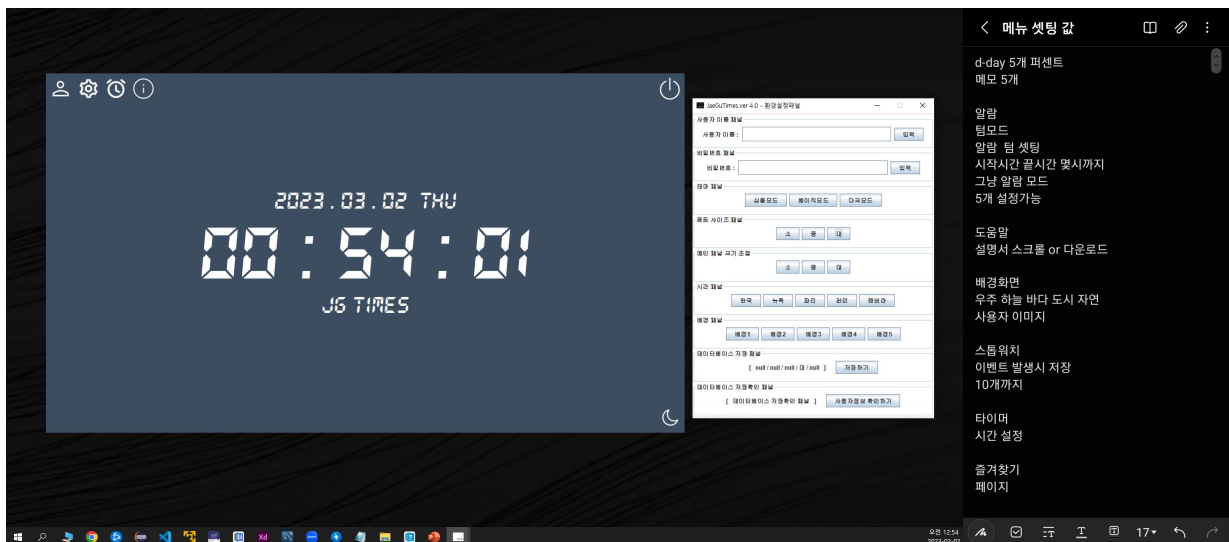 2023.03.02 THU
00:54:01
JG TIMES
JaeGuTimes.ver 4.0 - 환경설정패널
사용자 이름 패널
사용자 이름 : 입력
비밀번호 패널
비밀번호 : 입력
테마 패널
심플모드 베이직모드 다크모드
폰트 사이즈 패널
소 중 대
메인 패널 크기 조절
소 중 대
시간 패널
한국 뉴욕 파리 런던 캔버라
배경 패널
배경1 배경2 배경3 배경4 배경5
데이터베이스 저장 패널
[ null / null / null / 대 / null ] 저장하기
데이터베이스 저장확인 패널
[ 데이터베이스 저장확인 패널 ] 사용자정보 확인하기
오전 12:54
2023-03-02
메뉴 셋팅 값
d-day 5개 퍼센트
메모 5개
알람
텀모드
알람 텀 셋팅
시작시간 끝시간 몇시까지
그냥 알람 모드
5개 설정가능
도움말
설명서 스크롤 or 다운로드
배경화면
우주 하늘 바다 도시 자연
사용자 이미지
스톱워치
이벤트 발생시 저장
10개까지
타이머
시간 설정
즐겨찾기
페이지
17